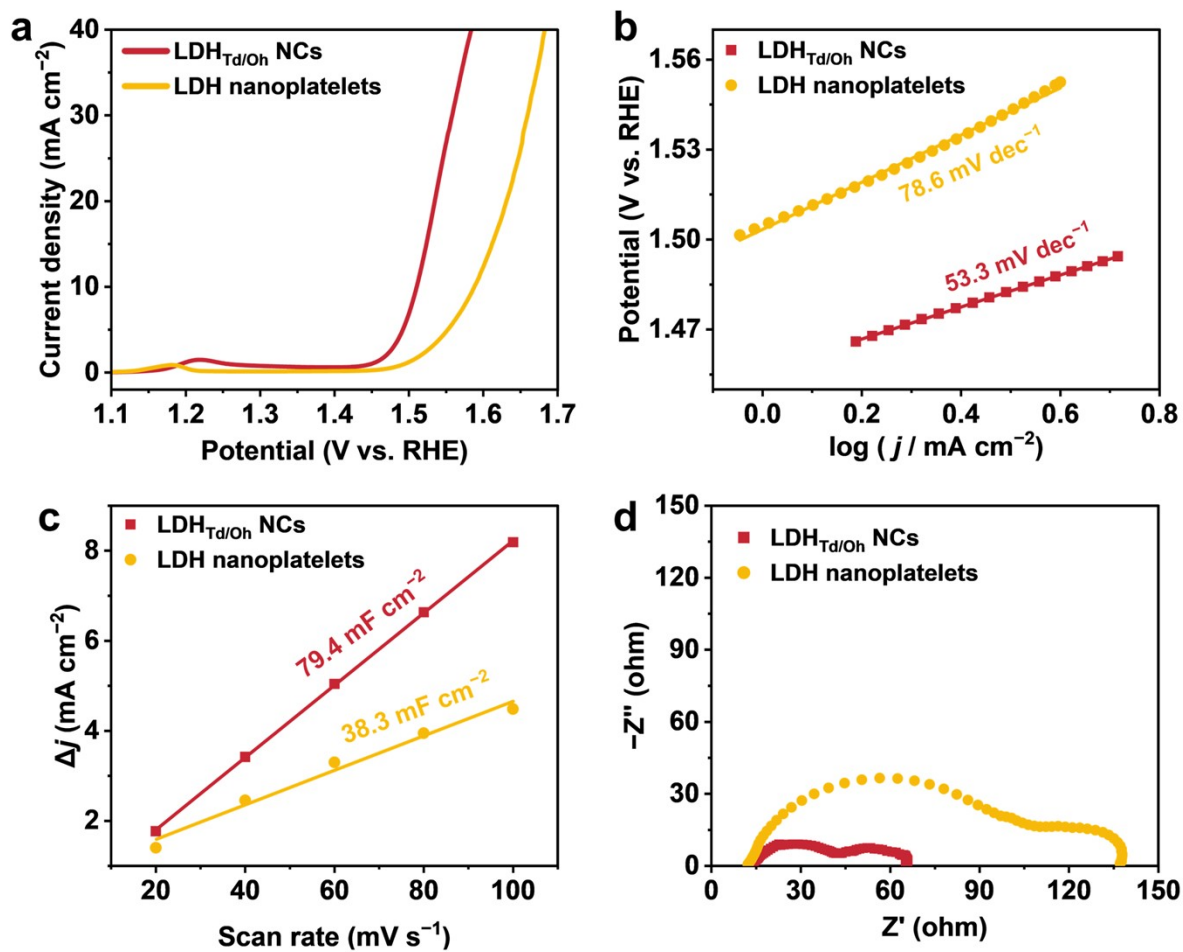 a
LDHTd/Oh NCs
LDH nanoplatelets
Current density (mA cm−2)
40
30
20
10
0
1.1 1.2 1.3 1.4 1.5 1.6 1.7
Potential (V vs. RHE)
b
LDHTd/Oh NCs
LDH nanoplatelets
Potential (V vs. RHE)
1.56
1.53
1.50
1.47
78.6 mV dec−1
53.3 mV dec−1
0.0 0.2 0.4 0.6 0.8
log ( j / mA cm−2)
c
LDHTd/Oh NCs
LDH nanoplatelets
Δj (mA cm−2)
8
6
4
2
79.4 mF cm−2
38.3 mF cm−2
20 40 60 80 100
Scan rate (mV s−1)
d
LDHTd/Oh NCs
LDH nanoplatelets
−Z'' (ohm)
150
120
90
60
30
0
0 30 60 90 120 150
Z' (ohm)